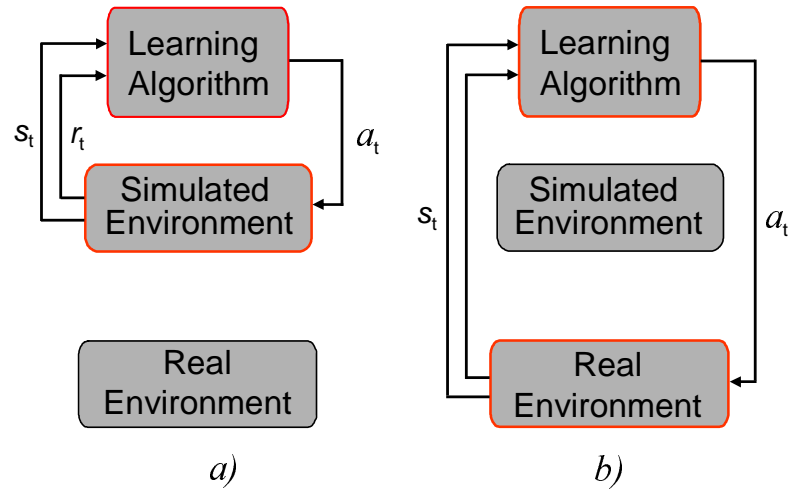 Learning
Algorithm
s_t
r_t
a_t
Simulated
Environment
Real
Environment
a)
Learning
Algorithm
s_t
a_t
Simulated
Environment
Real
Environment
b)